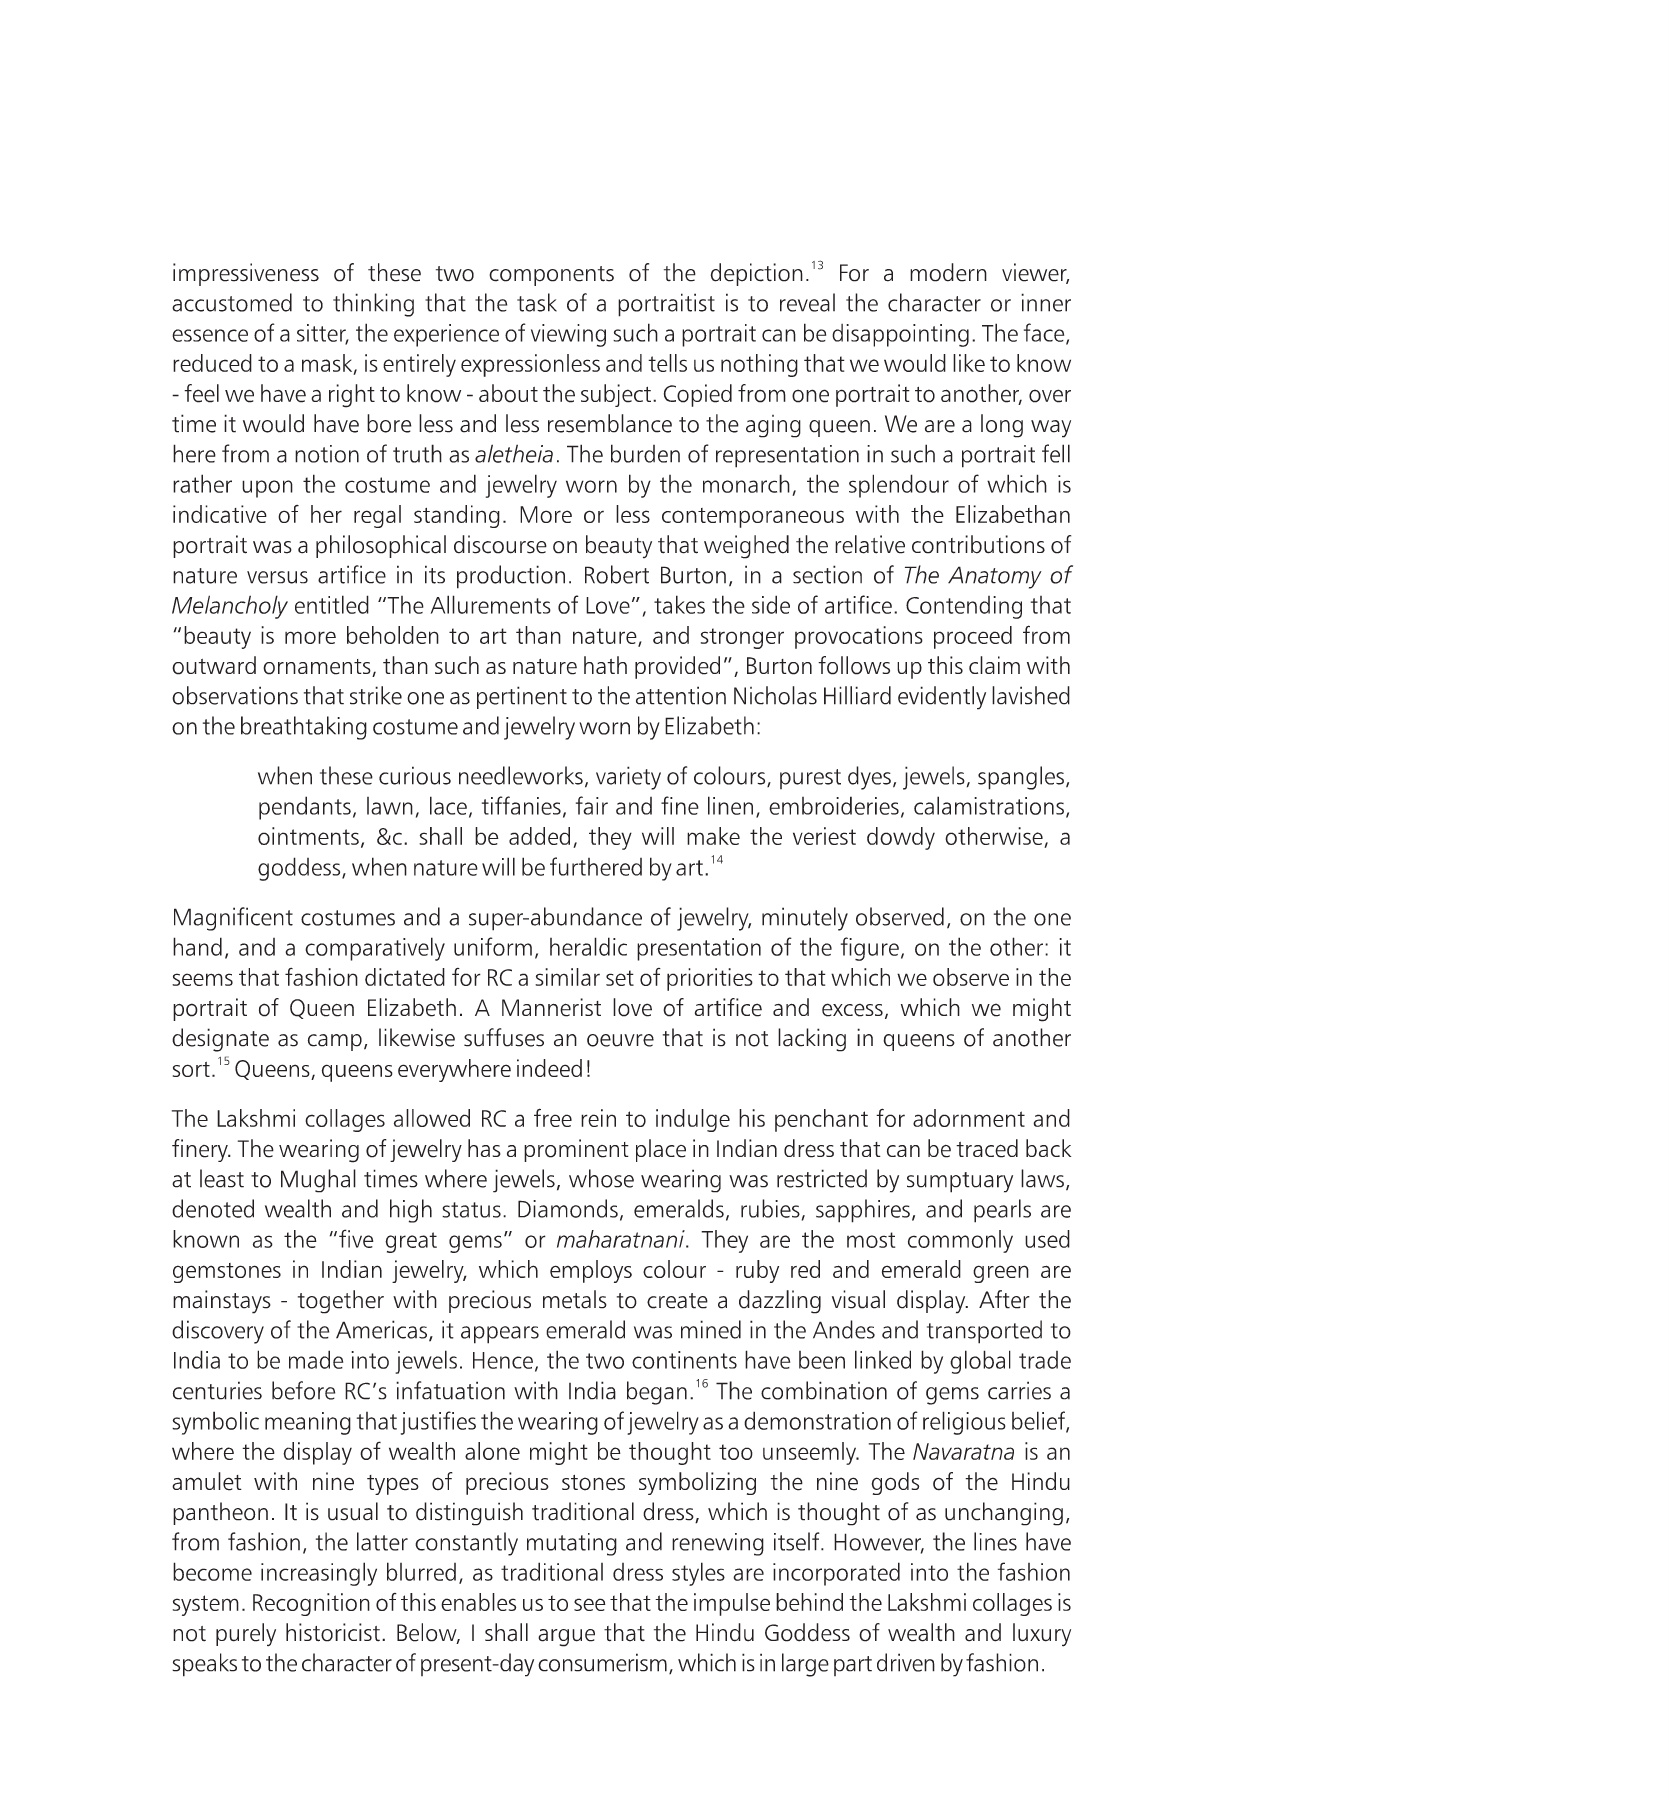 impressiveness of these two components of the depiction.13 For a modern viewer,
accustomed to thinking that the task of a portraitist is to reveal the character or inner
essence of a sitter, the experience of viewing such a portrait can be disappointing. The face,
reduced to a mask, is entirely expressionless and tells us nothing that we would like to know
- feel we have a right to know - about the subject. Copied from one portrait to another, over
time it would have bore less and less resemblance to the aging queen. We are a long way
here from a notion of truth as aletheia. The burden of representation in such a portrait fell
rather upon the costume and jewelry worn by the monarch, the splendour of which is
indicative of her regal standing. More or less contemporaneous with the Elizabethan
portrait was a philosophical discourse on beauty that weighed the relative contributions of
nature versus artifice in its production. Robert Burton, in a section of The Anatomy of
Melancholy entitled “The Allurements of Love”, takes the side of artifice. Contending that
“beauty is more beholden to art than nature, and stronger provocations proceed from
outward ornaments, than such as nature hath provided”, Burton follows up this claim with
observations that strike one as pertinent to the attention Nicholas Hilliard evidently lavished
on the breathtaking costume and jewelry worn by Elizabeth:
when these curious needleworks, variety of colours, purest dyes, jewels, spangles,
pendants, lawn, lace, tiffanies, fair and fine linen, embroideries, calamistrations,
ointments, &c. shall be added, they will make the veriest dowdy otherwise, a
goddess, when nature will be furthered by art.14
Magnificent costumes and a super-abundance of jewelry, minutely observed, on the one
hand, and a comparatively uniform, heraldic presentation of the figure, on the other: it
seems that fashion dictated for RC a similar set of priorities to that which we observe in the
portrait of Queen Elizabeth. A Mannerist love of artifice and excess, which we might
designate as camp, likewise suffuses an oeuvre that is not lacking in queens of another
sort.15 Queens, queens everywhere indeed!
The Lakshmi collages allowed RC a free rein to indulge his penchant for adornment and
finery. The wearing of jewelry has a prominent place in Indian dress that can be traced back
at least to Mughal times where jewels, whose wearing was restricted by sumptuary laws,
denoted wealth and high status. Diamonds, emeralds, rubies, sapphires, and pearls are
known as the “five great gems” or maharatnani. They are the most commonly used
gemstones in Indian jewelry, which employs colour - ruby red and emerald green are
mainstays - together with precious metals to create a dazzling visual display. After the
discovery of the Americas, it appears emerald was mined in the Andes and transported to
India to be made into jewels. Hence, the two continents have been linked by global trade
centuries before RC’s infatuation with India began.16 The combination of gems carries a
symbolic meaning that justifies the wearing of jewelry as a demonstration of religious belief,
where the display of wealth alone might be thought too unseemly. The Navaratna is an
amulet with nine types of precious stones symbolizing the nine gods of the Hindu
pantheon. It is usual to distinguish traditional dress, which is thought of as unchanging,
from fashion, the latter constantly mutating and renewing itself. However, the lines have
become increasingly blurred, as traditional dress styles are incorporated into the fashion
system. Recognition of this enables us to see that the impulse behind the Lakshmi collages is
not purely historicist. Below, I shall argue that the Hindu Goddess of wealth and luxury
speaks to the character of present-day consumerism, which is in large part driven by fashion.